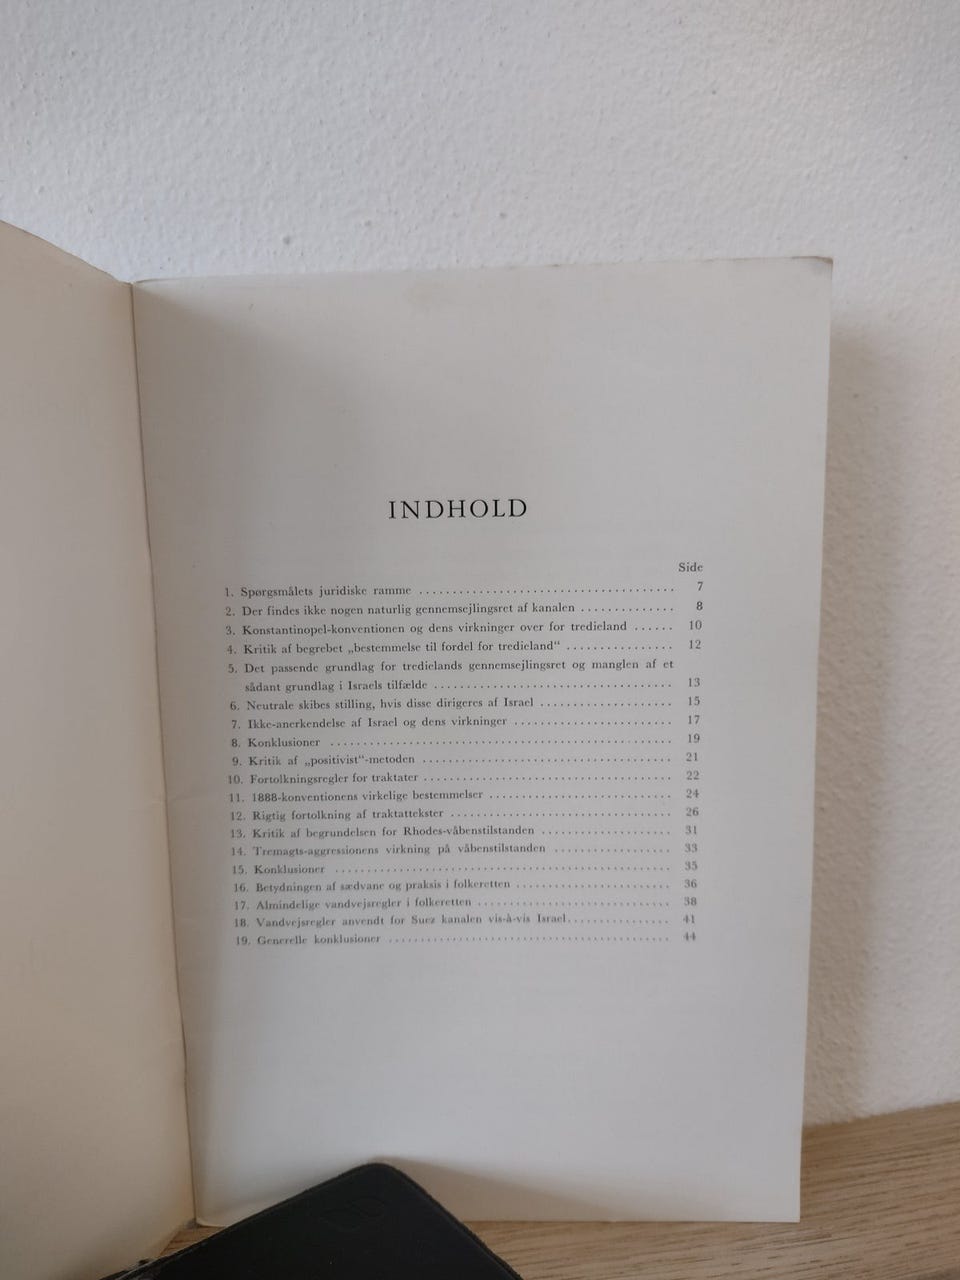 INDHOLD
Side
1. Spørgsmålets juridiske ramme ...................................... 7
2. Der findes ikke nogen naturlig gennemsejlingsret af kanalen .............. 8
3. Konstantinopel-konventionen og dens virkninger over for tredieland ...... 10
4. Kritik af begrebet „bestemmelse til fordel for tredieland“ ................ 12
5. Det passende grundlag for tredielands gennemsejlingsret og manglen af et
sådant grundlag i Israels tilfælde .................................... 13
6. Neutrale skibes stilling, hvis disse dirigeres af Israel .................... 15
7. Ikke-anerkendelse af Israel og dens virkninger ........................ 17
8. Konklusioner .................................................... 19
9. Kritik af „positivist“-metoden ...................................... 21
10. Fortolkningsregler for traktater ...................................... 22
11. 1888-konventionens virkelige bestemmelser ............................ 24
12. Rigtig fortolkning af traktattekster .................................. 26
13. Kritik af begrundelsen for Rhodes-våbenstilstanden .................... 31
14. Tremagts-aggressionens virkning på våbenstilstanden .................. 33
15. Konklusioner .................................................... 35
16. Betydningen af sædvane og praksis i folkeretten ........................ 36
17. Almindelige vandvejsregler i folkeretten .............................. 38
18. Vandvejsregler anvendt for Suez kanalen vis-à-vis Israel ................ 41
19. Generelle konklusioner ............................................ 44